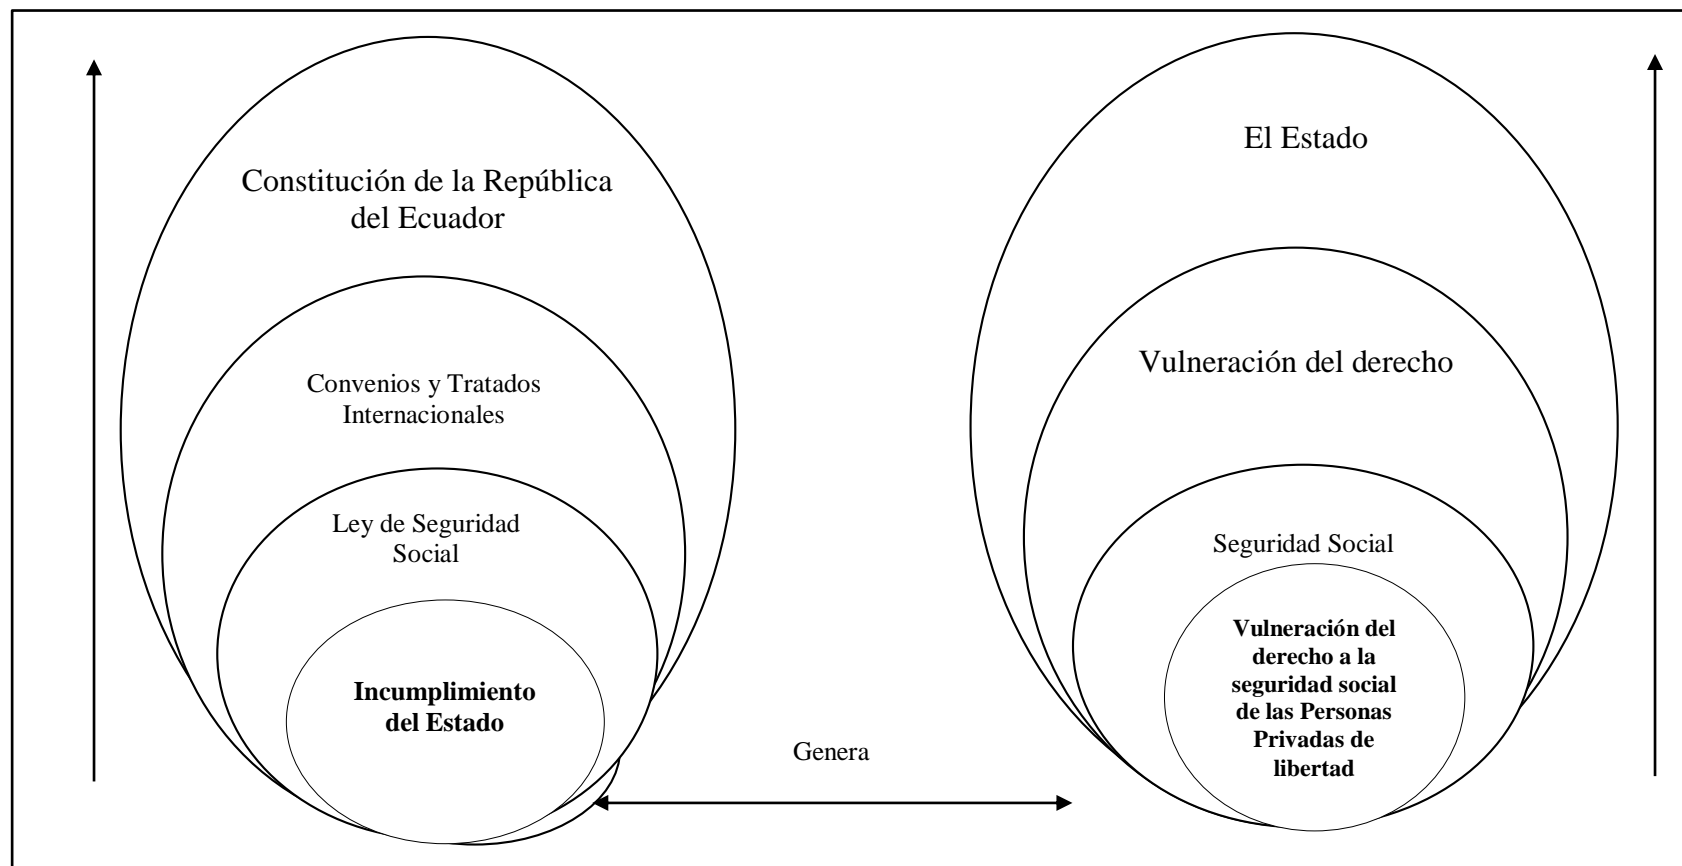 Constitución de la República
del Ecuador
Convenios y Tratados
Internacionales
Ley de Seguridad
Social
Incumplimiento
del Estado
Genera
El Estado
Vulneración del derecho
Seguridad Social
Vulneración del
derecho a la
seguridad social
de las Personas
Privadas de
libertad